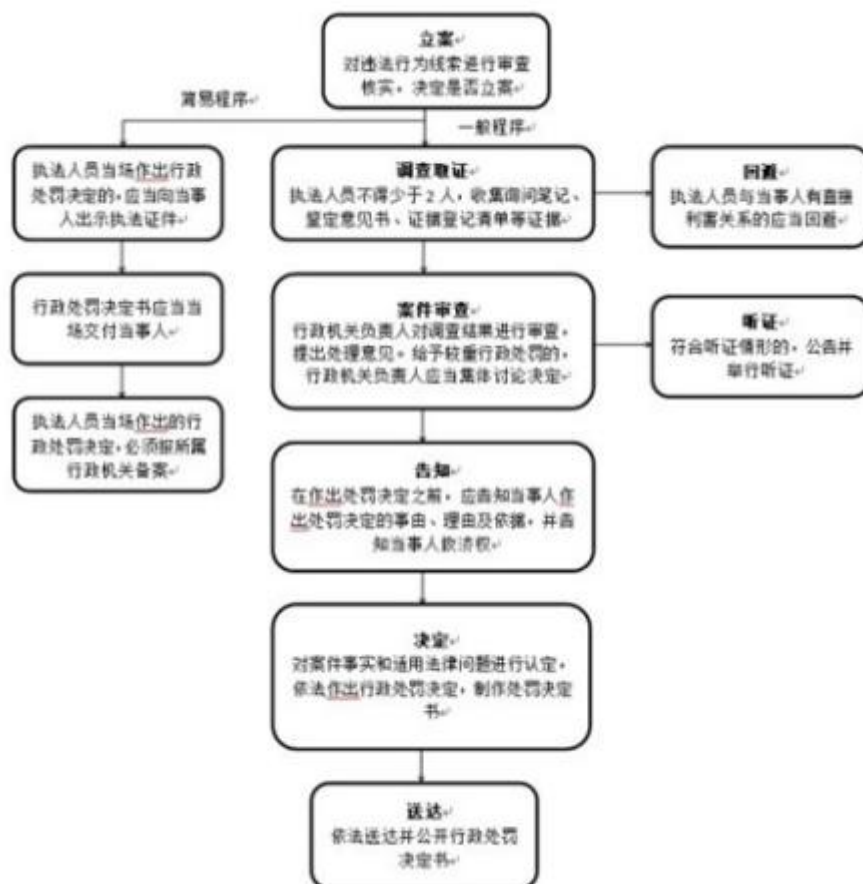 立案
对违法行为线索进行审查
核实，决定是否立案
简易程序
一般程序
执法人员当场作出行政
处罚决定的，应当向当事
人出示执法证件
调查取证
执法人员不得少于2人，收集询问笔记、
鉴定意见书、证据登记清单等证据
回避
执法人员与当事人有直接
利害关系的应当回避
行政处罚决定书应当当
场交付当事人
案件审查
行政机关负责人对调查结果进行审查，
提出处理意见。给予较重行政处罚的，
行政机关负责人应当集体讨论决定
听证
符合听证情形的，公告并
举行听证
执法人员当场作出的行
政处罚决定，必须报所属
行政机关备案
告知
在作出处罚决定之前，应告知当事人作
出处罚决定的事由、理由及依据，并告
知当事人救济权
决定
对案件事实和适用法律问题进行认定，
依法作出行政处罚决定，制作处罚决定
书
送达
依法送达并公开行政处罚
决定书